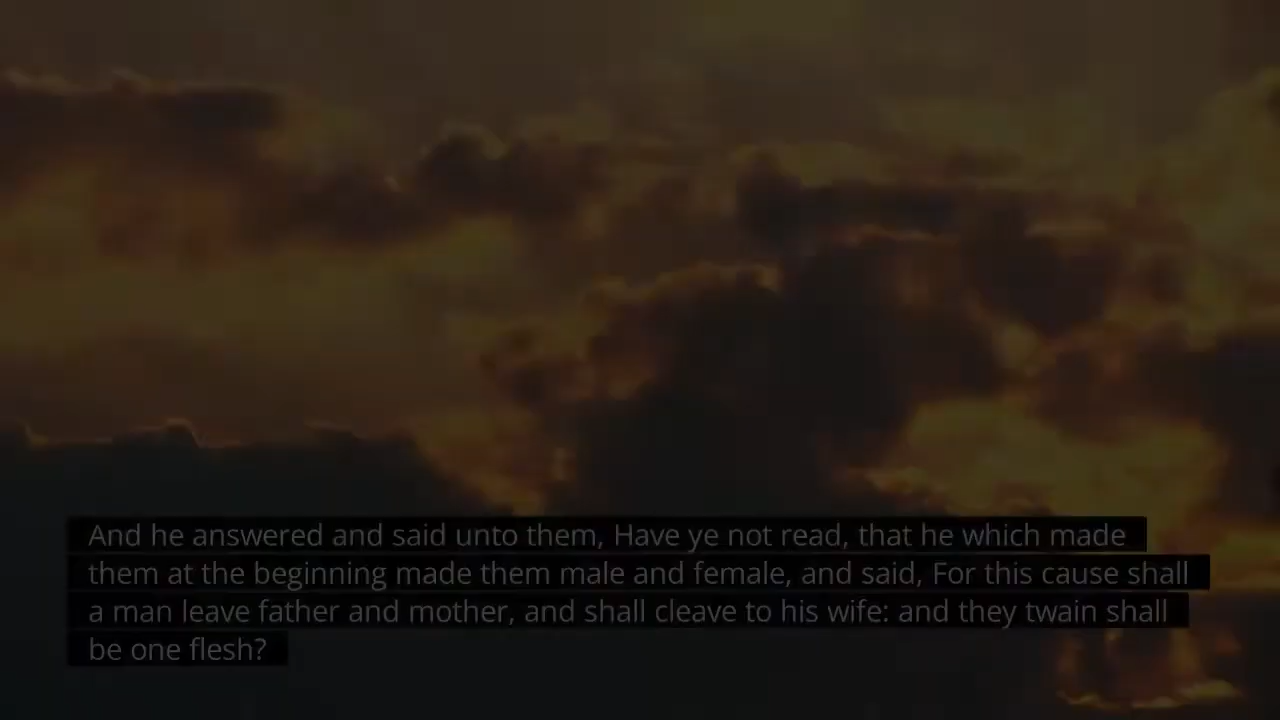 And he answered and said unto them, Have ye not read, that he which made
them at the beginning made them male and female, and said, For this cause shall
a man leave father and mother, and shall cleave to his wife: and they twain shall
be one flesh?